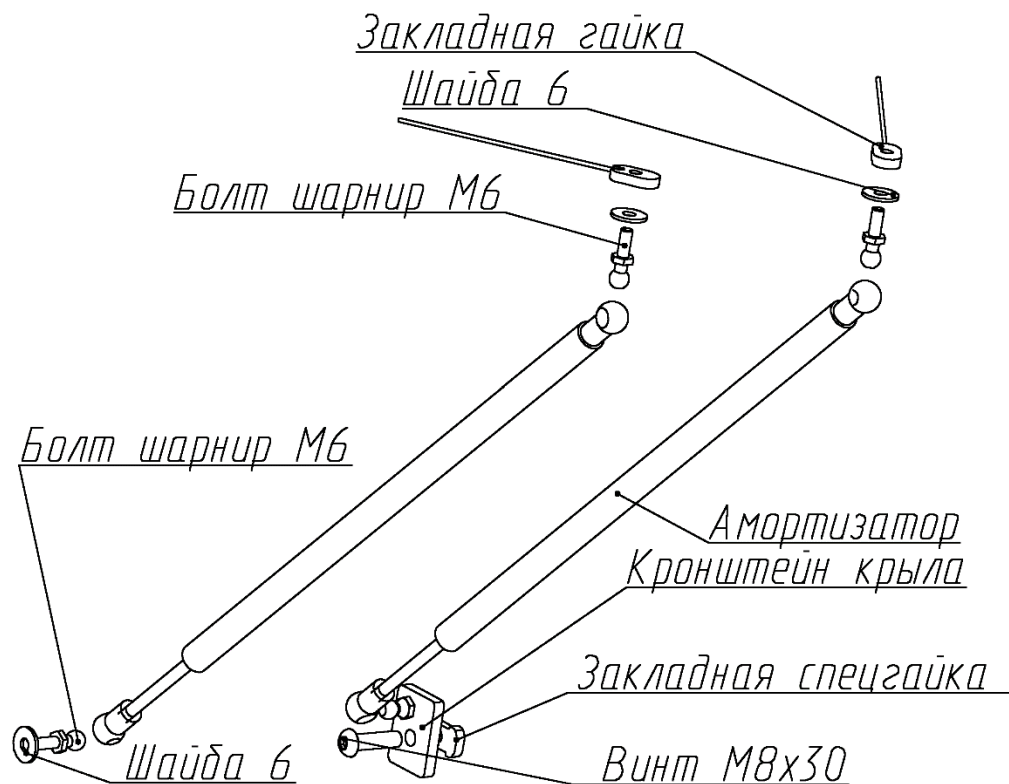 Закладная гайка
Шайба 6
Болт шарнир М6
Болт шарнир М6
Амортизатор
Кронштейн крыла
Закладная спецгайка
Шайба 6
Винт М8х30